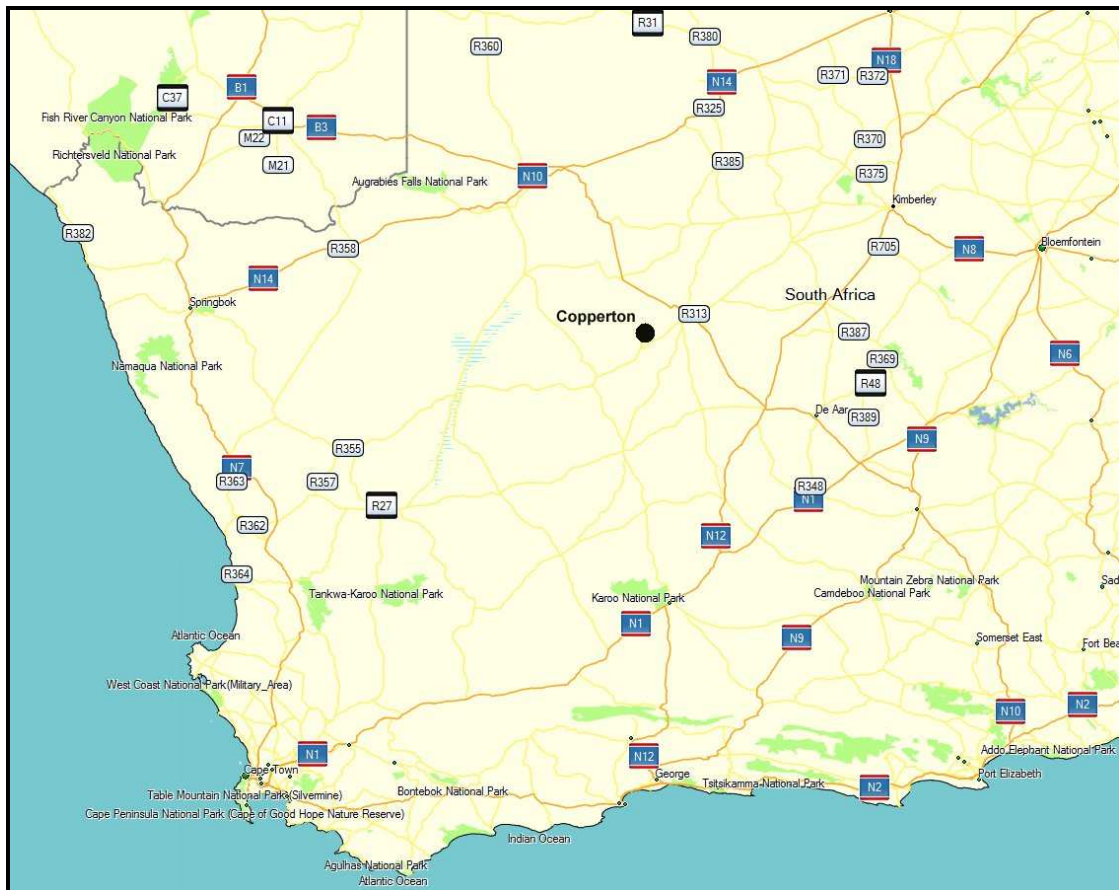 R31
R360
R380
N18
B1
N14
R371
R372
C37
R325
Fish River Canyon National Park
C11
B3
M22
R370
Richtersveld National Park
M21
R385
Augrabies Falls National Park
N10
R375
Kimberley
R382
R358
R705
N8
Bloemfontein
N14
South Africa
Springbok
Copperton
R313
R387
N6
Namaqua National Park
R369
R48
De Aar
R389
N9
R355
N7
R363
R357
R348
N1
R27
R362
N12
R364
Mountain Zebra National Park
Tankwa-Karoo National Park
Karoo National Park
Camdeboo National Park
N1
Atlantic Ocean
N9
Somerset East
West Coast National Park(Military_Area)
N10
N2
N1
N12
Addo Elephant National Park
Cape Town
George
Tsitsikamma-National Park
Port Elizabeth
Table Mountain National Park (Silvermine)
Bontebok National Park
N2
Cape Peninsula National Park (Cape of Good Hope Nature Reserve)
Indian Ocean
Agulhas National Park
Atlantic Ocean